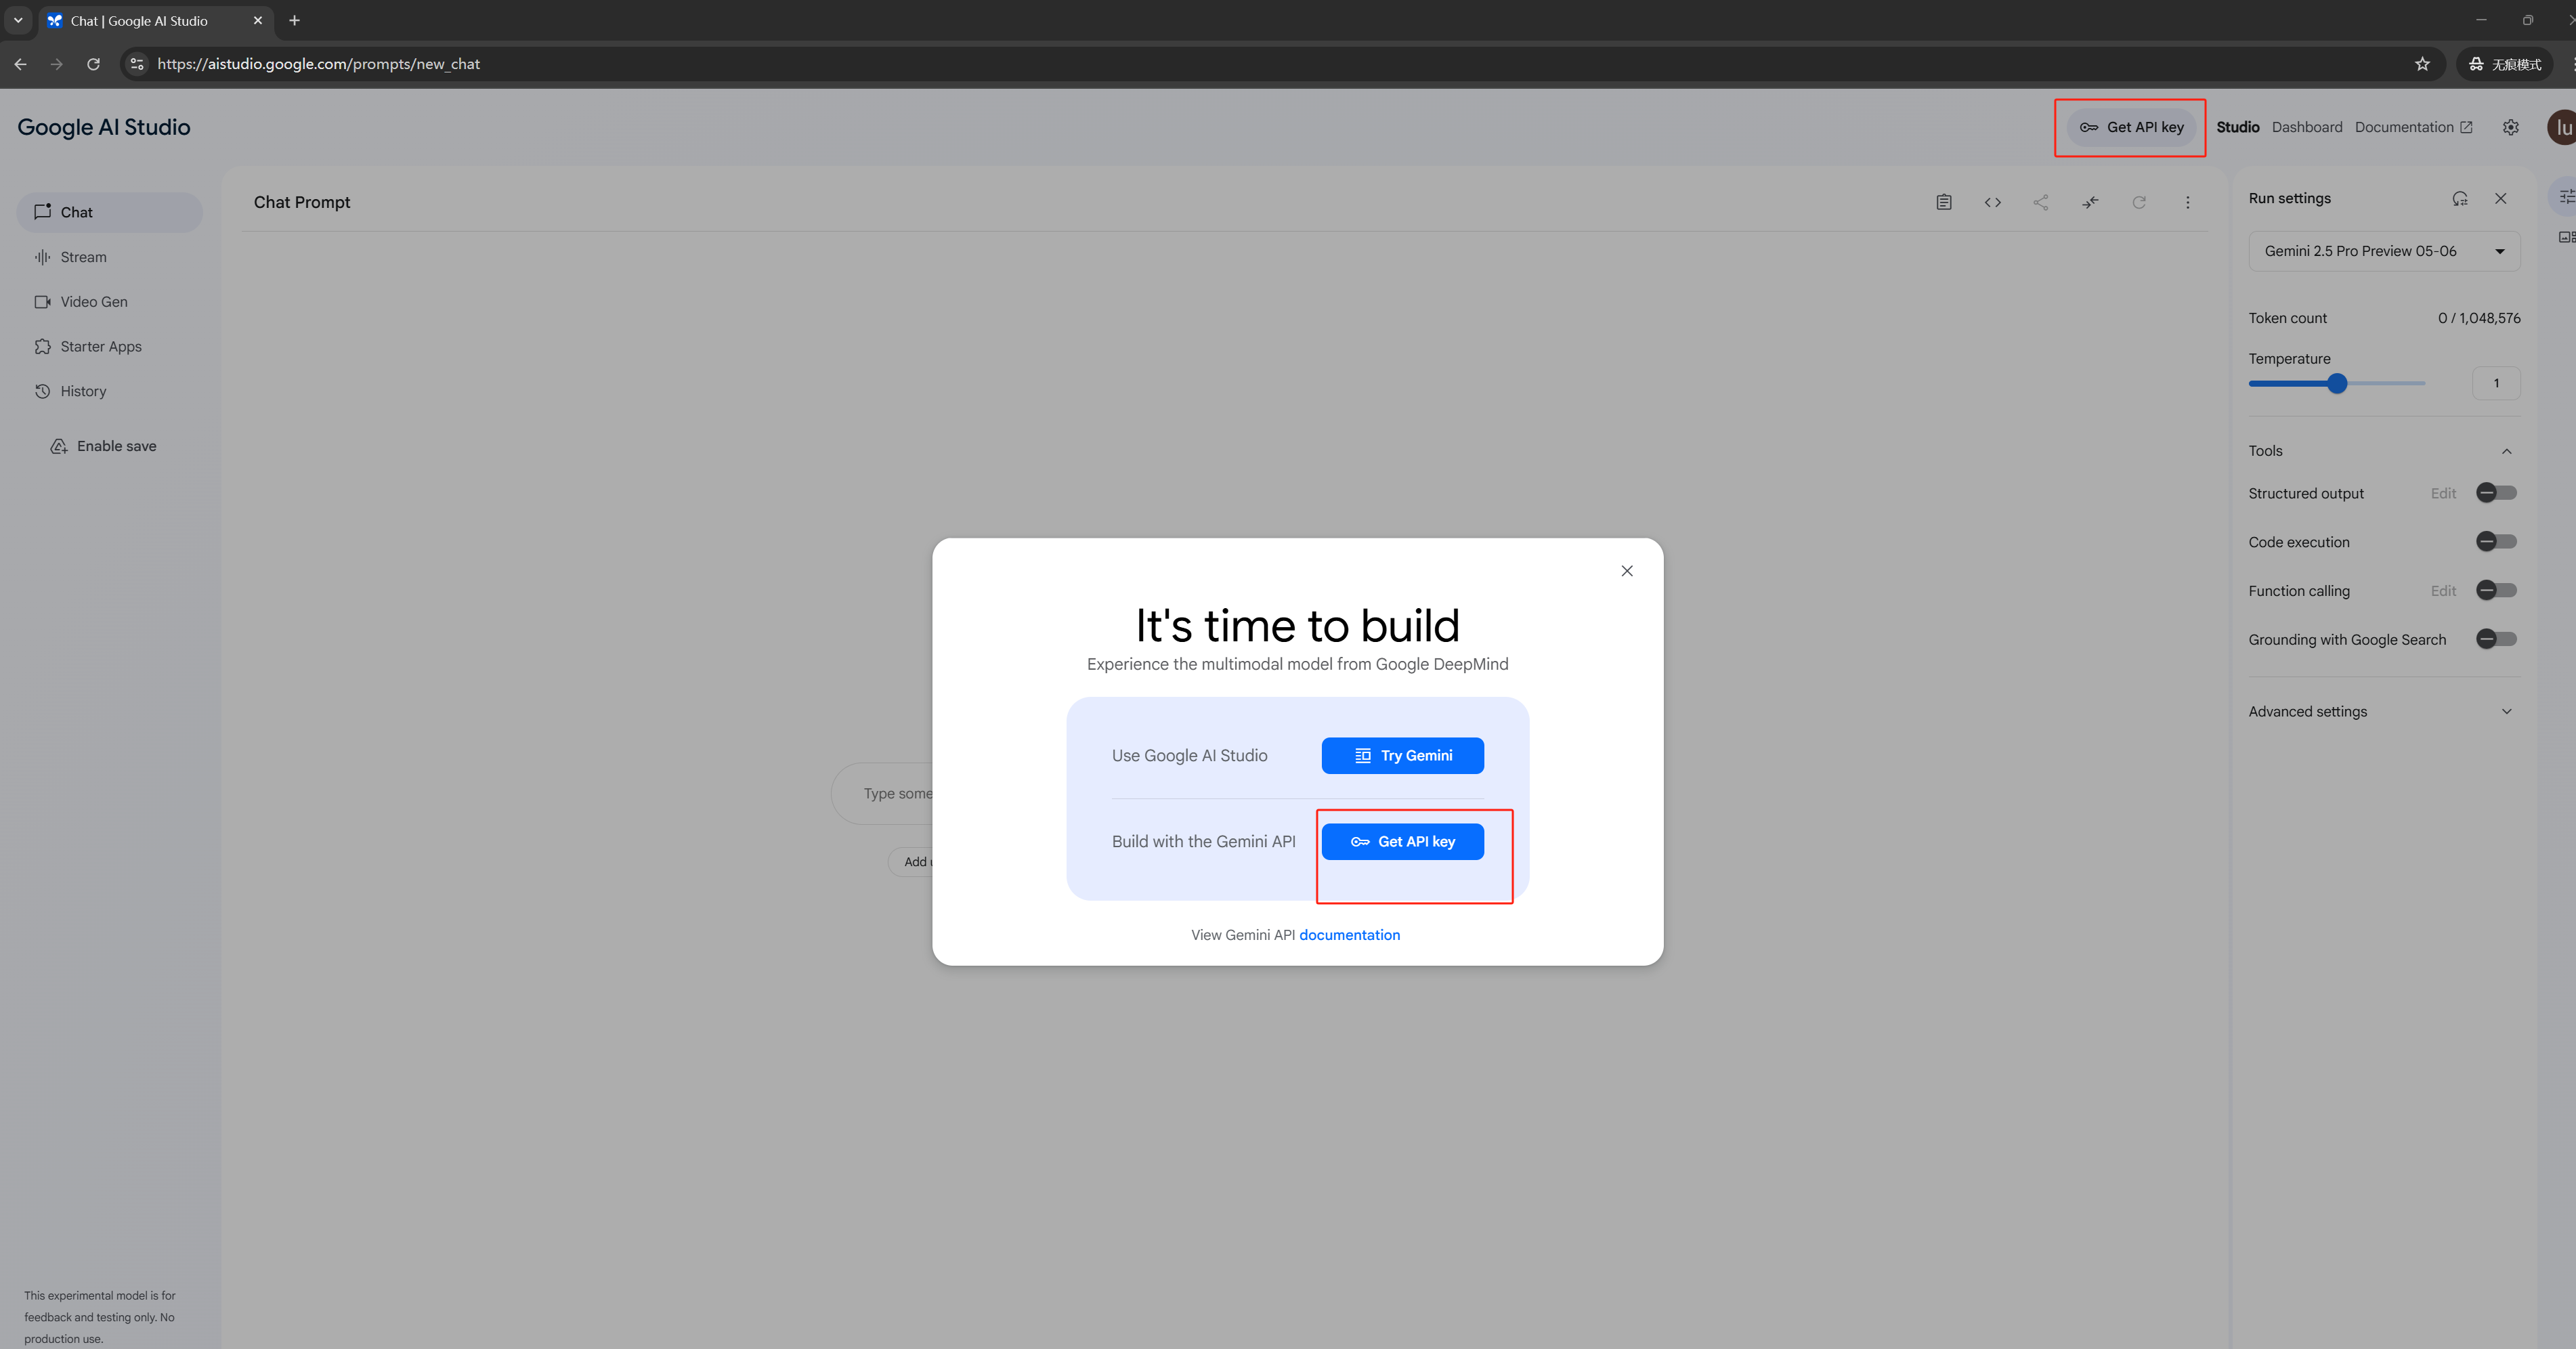 Chat | Google AI Studio
https://aistudio.google.com/prompts/new_chat
无痕模式
Google AI Studio
Get API key
Studio
Dashboard
Documentation
lu
Chat
Stream
Video Gen
Starter Apps
History
Enable save
This experimental model is for
feedback and testing only. No
production use.
Chat Prompt
Type some
Add
It's time to build
Experience the multimodal model from Google DeepMind
Use Google AI Studio
Try Gemini
Build with the Gemini API
Get API key
View Gemini API documentation
Run settings
Gemini 2.5 Pro Preview 05-06
Token count
0 / 1,048,576
Temperature
1
Tools
Structured output
Edit
Code execution
Function calling
Edit
Grounding with Google Search
Advanced settings